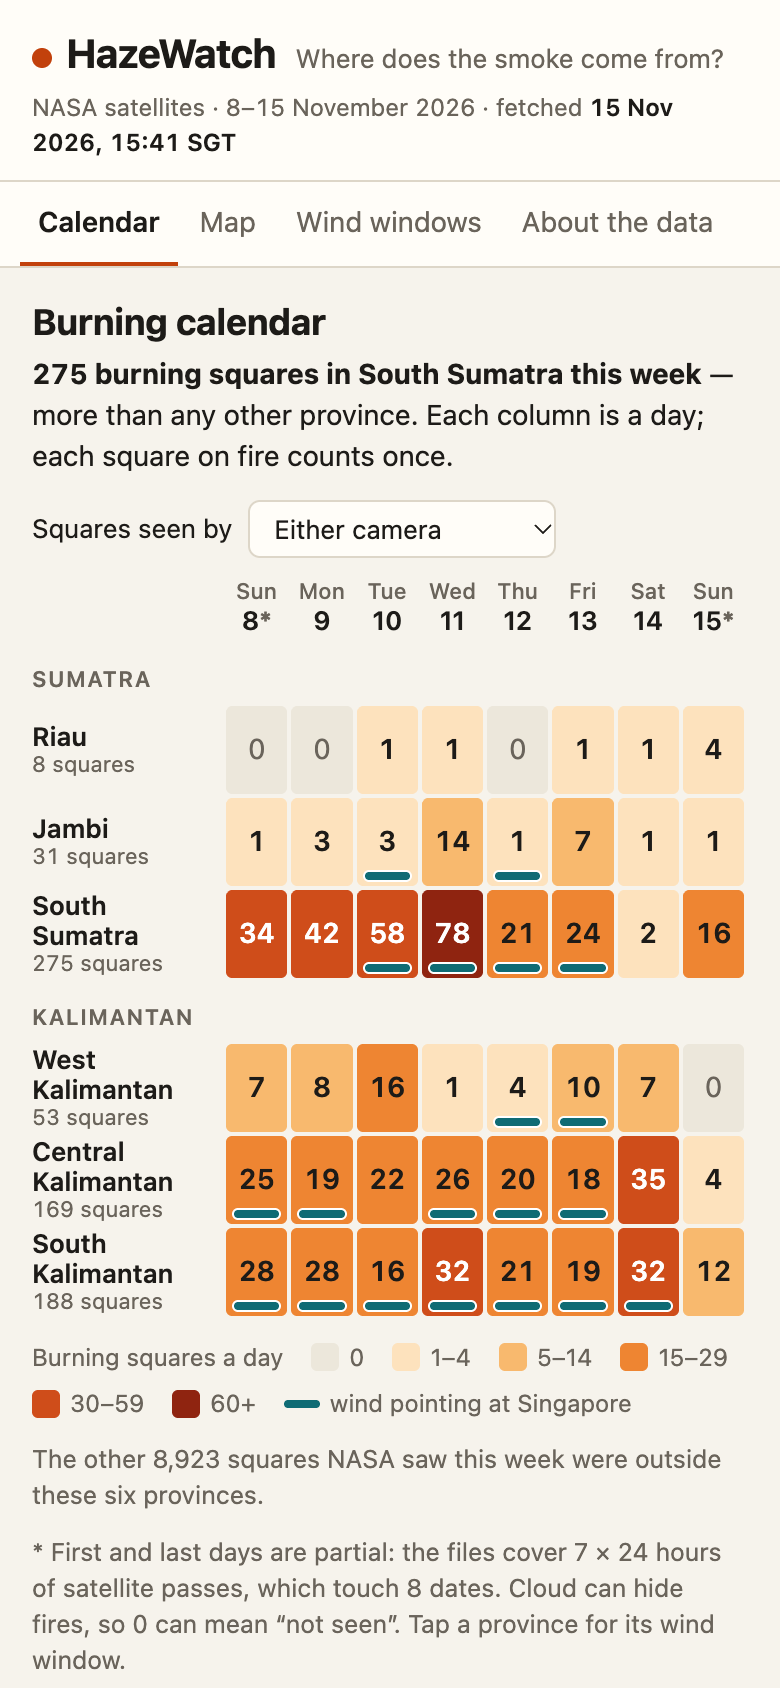 HazeWatch Where does the smoke come from?
NASA satellites · 8–15 November 2026 · fetched 15 Nov
2026, 15:41 SGT
Calendar Map Wind windows About the data
Burning calendar
275 burning squares in South Sumatra this week —
more than any other province. Each column is a day;
each square on fire counts once.
Squares seen by Either camera
Sun Mon Tue Wed Thu Fri Sat Sun
8* 9 10 11 12 13 14 15*
SUMATRA
Riau
8 squares
0 0 1 1 0 1 1 4
Jambi
31 squares
1 3 3 14 1 7 1 1
South
Sumatra
275 squares
34 42 58 78 21 24 2 16
KALIMANTAN
West
Kalimantan
53 squares
7 8 16 1 4 10 7 0
Central
Kalimantan
169 squares
25 19 22 26 20 18 35 4
South
Kalimantan
188 squares
28 28 16 32 21 19 32 12
Burning squares a day 0 1–4 5–14 15–29
30–59 60+ wind pointing at Singapore
The other 8,923 squares NASA saw this week were outside
these six provinces.
* First and last days are partial: the files cover 7 × 24 hours
of satellite passes, which touch 8 dates. Cloud can hide
fires, so 0 can mean “not seen”. Tap a province for its wind
window.